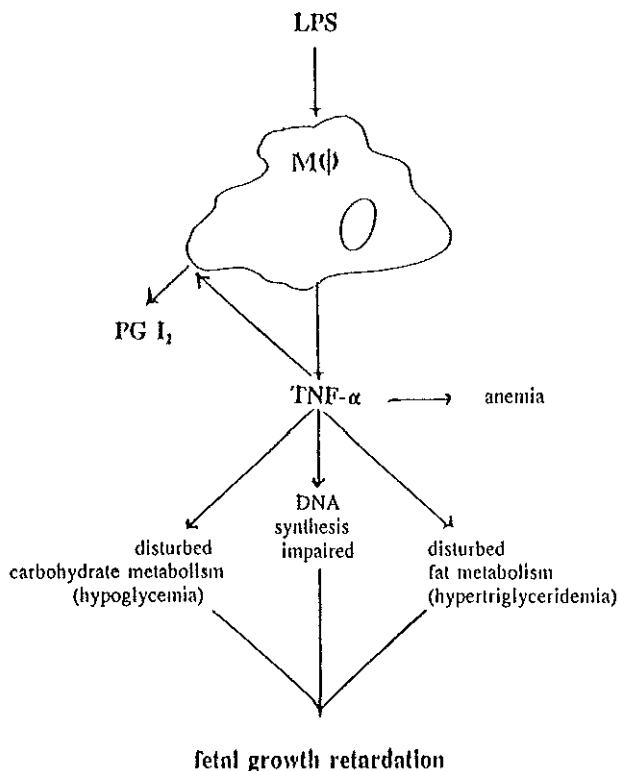 LPS
MΦ
PG I₂
TNF-α
anemia
disturbed
carbohydrate metabolism
(hypoglycemia)
DNA
synthesis
impaired
disturbed
fat metabolism
(hypertriglyceridemia)
fetal growth retardation